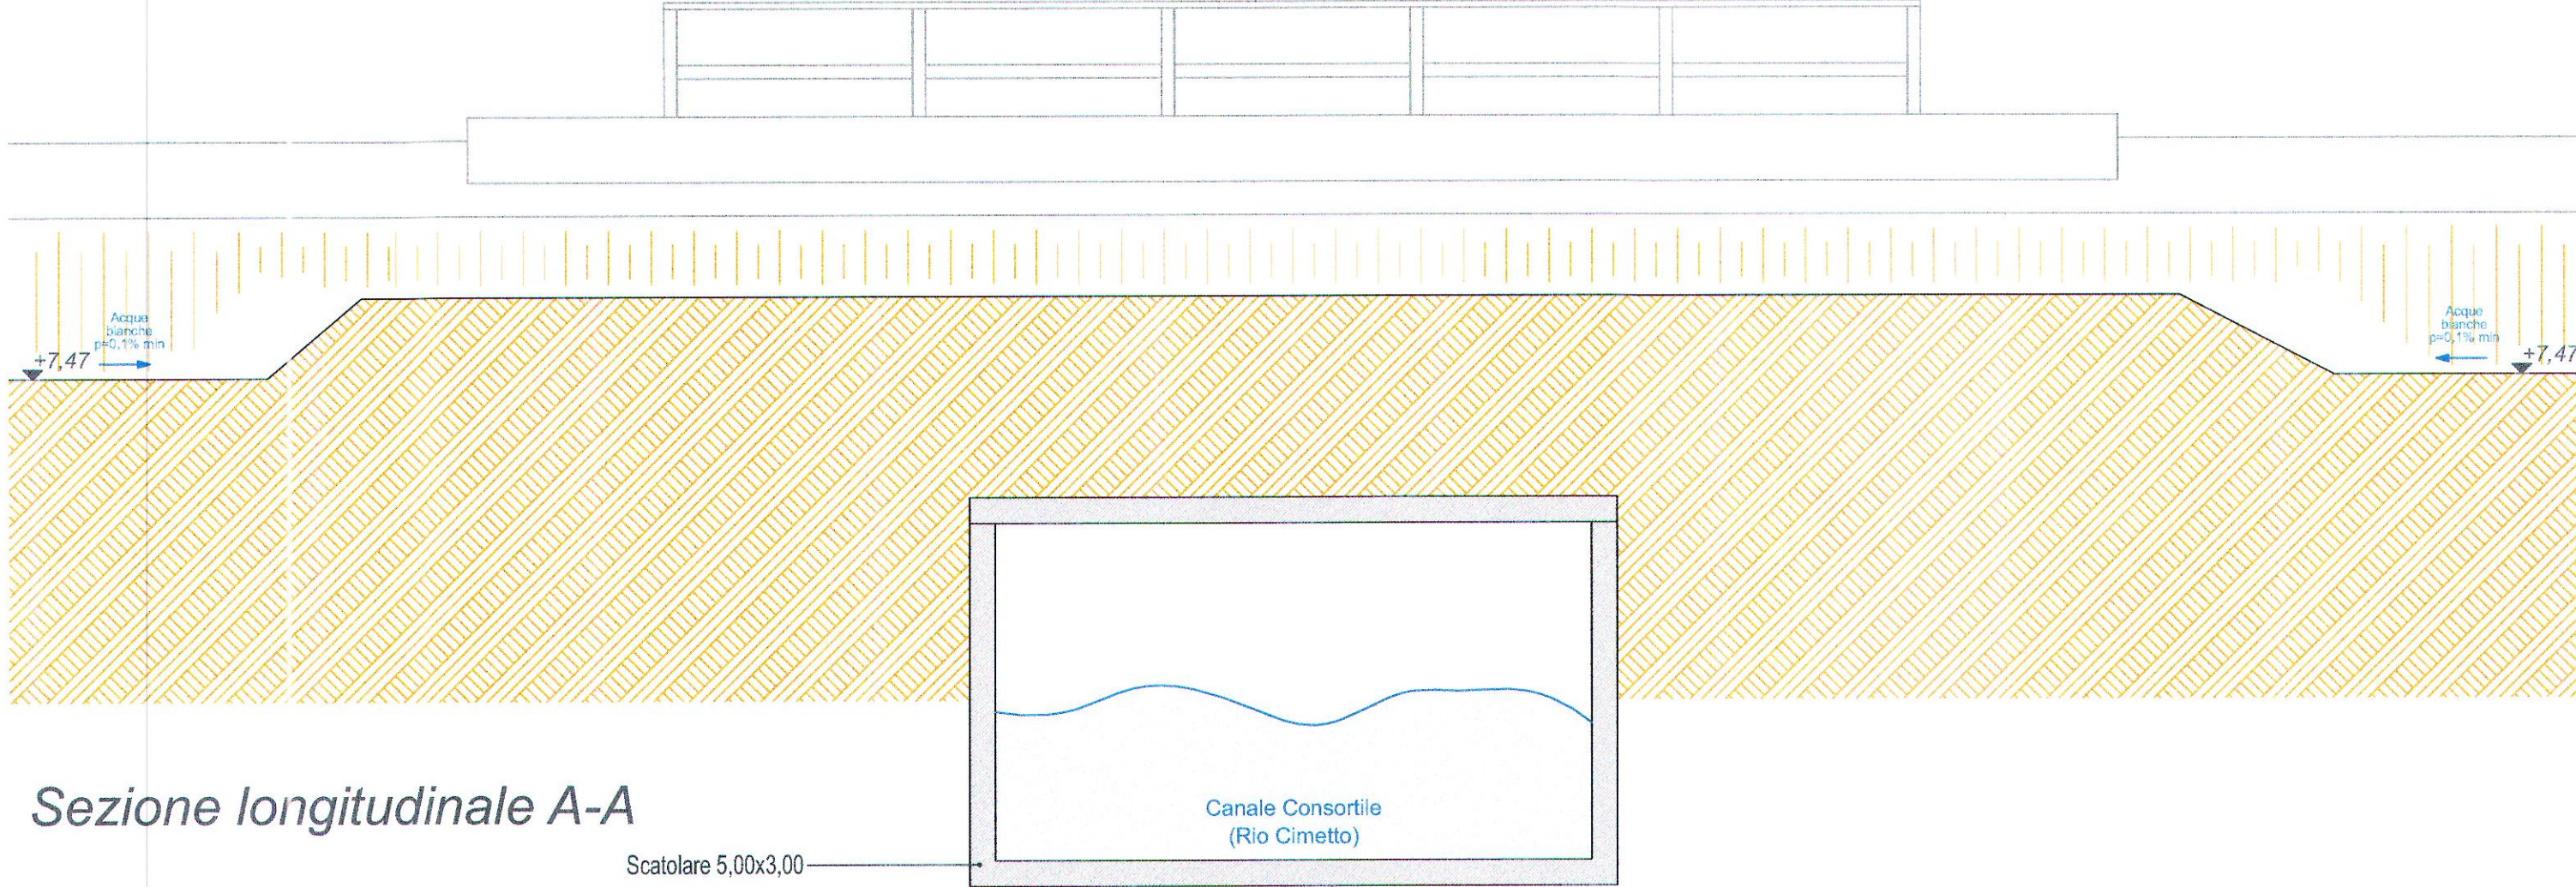 Acque
bianche
p=0,1% min
+7,47
Acque
bianche
p=0,1% min
+7,47
Sezione longitudinale A-A
Canale Consortile
(Rio Cimetto)
Scatolare 5,00x3,00